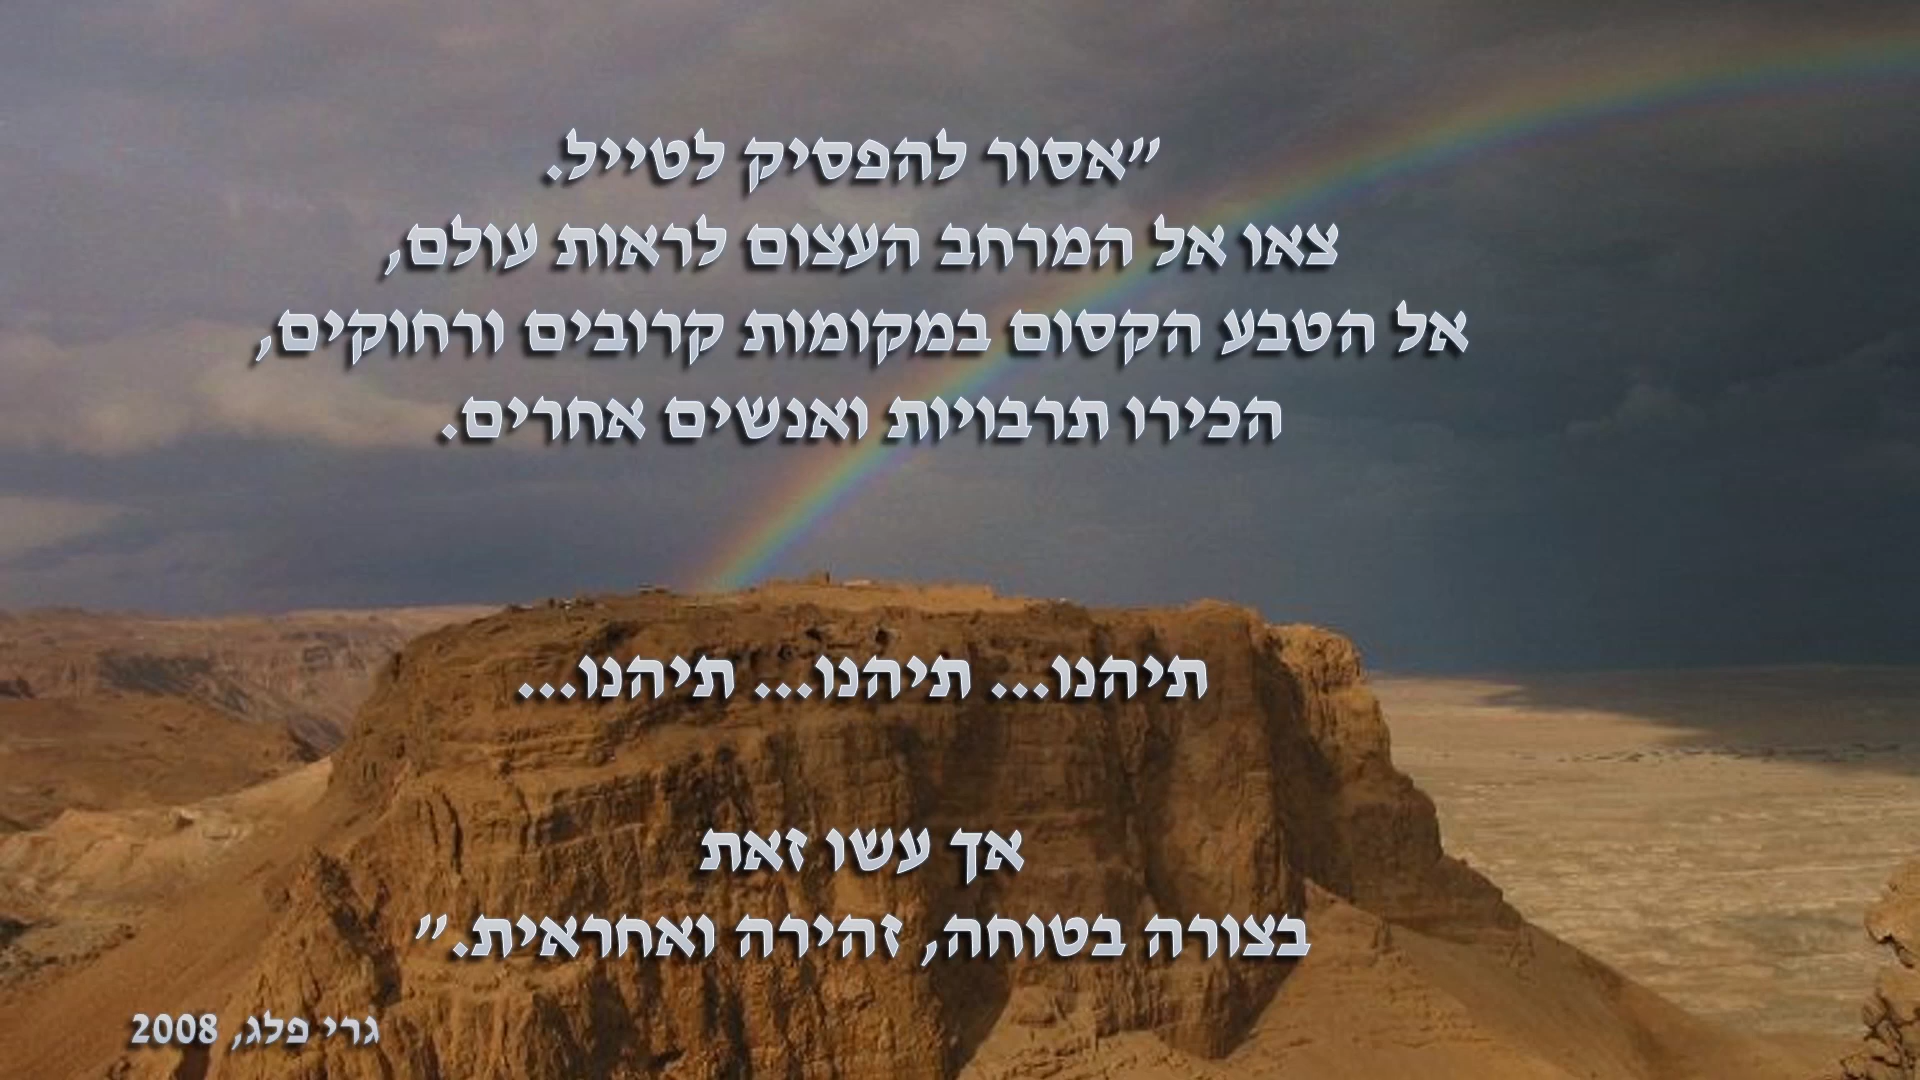 "אסור להפסיק לטייל.
צאו אל המרחב העצום לראות עולם,
אל הטבע הקסום במקומות קרובים ורחוקים,
הכירו תרבויות ואנשים אחרים.
תיהנו... תיהנו... תיהנו...
אך עשו זאת
בצורה בטוחה, זהירה ואחראית."
גרי פלג, 2008